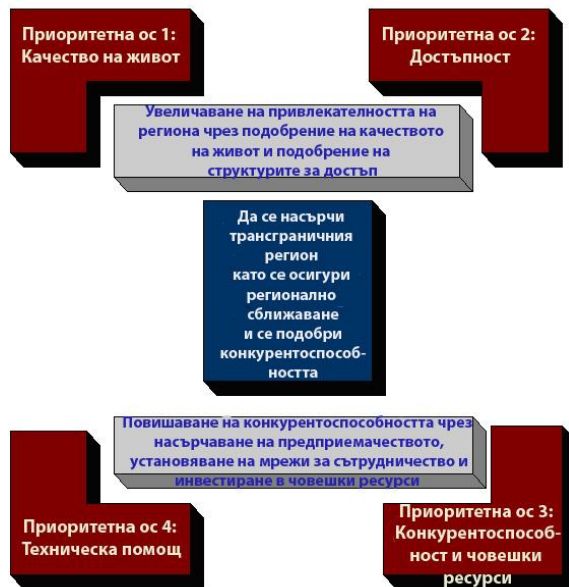 Приоритетна ос 1:
Качество на живот
Приоритетна ос 2:
Достъпност
Увеличаване на привлекателността на
региона чрез подобрение на качеството
на живот и подобрение на
структурите за достъп
Да се насърчи
трансграничния
регион
като се осигури
регионално
сближаване
и се подобри
конкурентоспособ-
ността
Повишаване на конкурентоспособността чрез
насърчаване на предприемачеството,
установяване на мрежи за сътрудничество и
инвестиране в човешки ресурси
Приоритетна ос 4:
Техническа помощ
Приоритетна ос 3:
Конкурентоспособ-
ност и човешки
ресурси